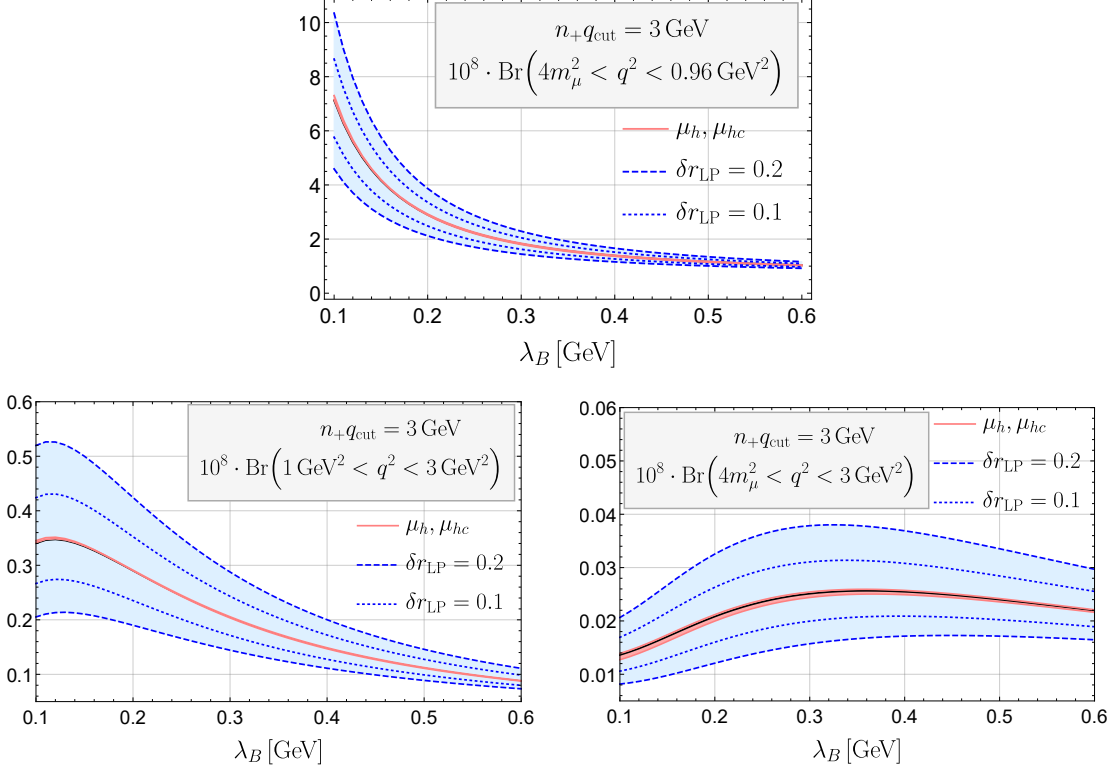 10
8
6
4
2
0
n₊q_cut = 3 GeV
10⁸ · Br(4m_μ² < q² < 0.96 GeV²)
μ_h, μ_hc
δr_LP = 0.2
δr_LP = 0.1
0.1 0.2 0.3 0.4 0.5 0.6
λ_B [GeV]
0.6
0.5
0.4
0.3
0.2
0.1
n₊q_cut = 3 GeV
10⁸ · Br(1 GeV² < q² < 3 GeV²)
μ_h, μ_hc
δr_LP = 0.2
δr_LP = 0.1
0.1 0.2 0.3 0.4 0.5 0.6
λ_B [GeV]
0.06
0.05
0.04
0.03
0.02
0.01
n₊q_cut = 3 GeV
10⁸ · Br(4m_μ² < q² < 3 GeV²)
μ_h, μ_hc
δr_LP = 0.2
δr_LP = 0.1
0.1 0.2 0.3 0.4 0.5 0.6
λ_B [GeV]